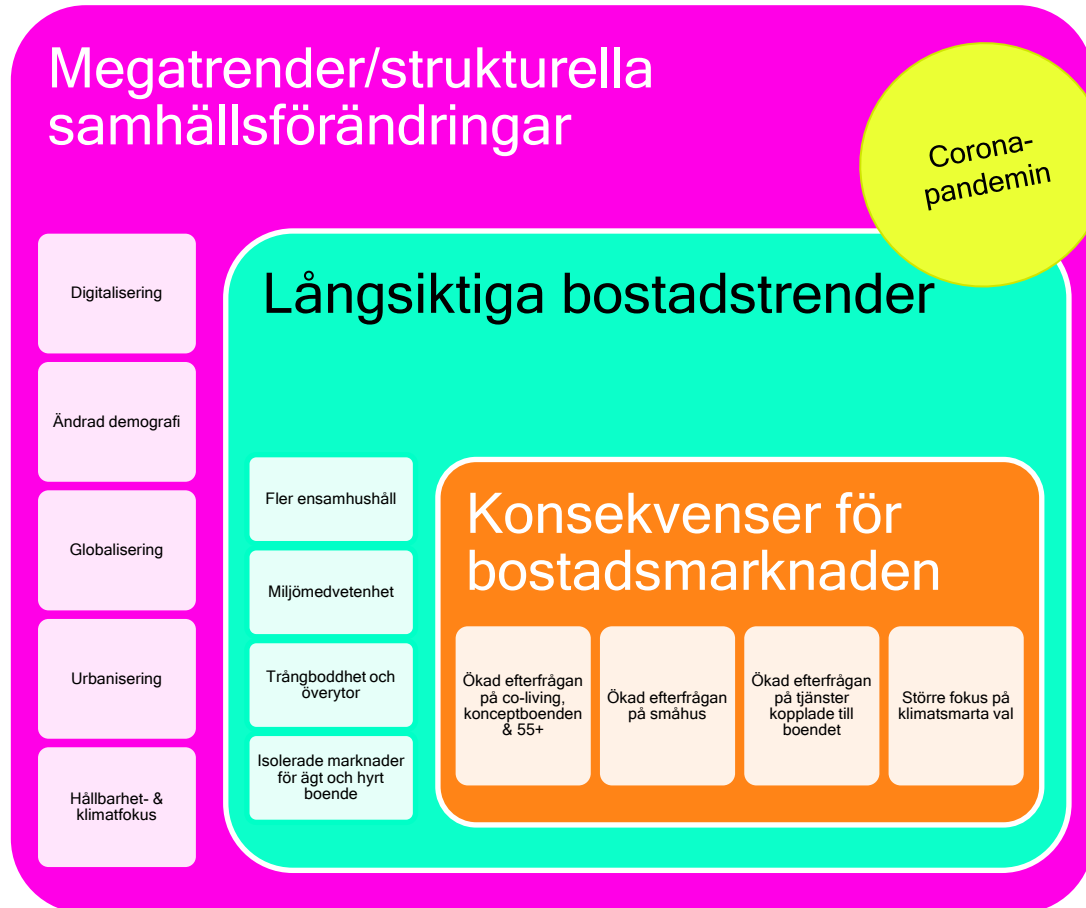 Megatrender/strukturella
samhällsförändringar
Corona-
pandemin
Digitalisering
Ändrad demografi
Globalisering
Urbanisering
Hållbarhet- &
klimatfokus
Långsiktiga bostadstrender
Fler ensamhushåll
Miljömedvetenhet
Trångboddhet och
överytor
Isolerade marknader
för ägt och hyrt
boende
Konsekvenser för
bostadsmarknaden
Ökad efterfrågan
på co-living,
konceptboenden
& 55+
Ökad efterfrågan
på småhus
Ökad efterfrågan
på tjänster
kopplade till
boendet
Större fokus på
klimatsmarta val